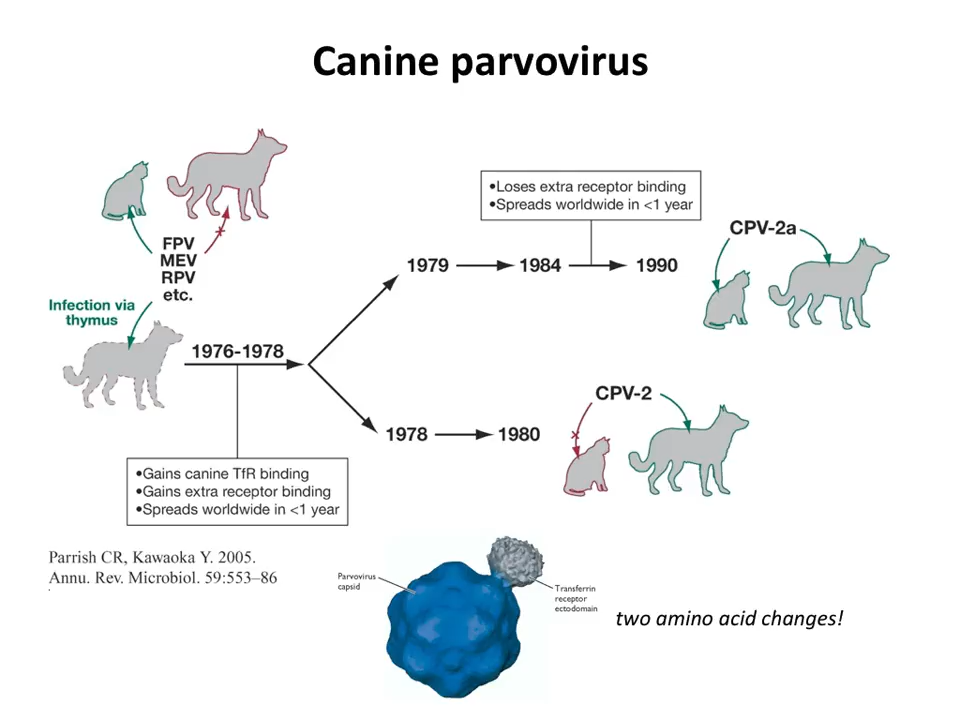 Canine parvovirus
FPV
MEV
RPV
etc.
Infection via
thymus
1976-1978
•Gains canine TfR binding
•Gains extra receptor binding
•Spreads worldwide in <1 year
1979
1984
1990
•Loses extra receptor binding
•Spreads worldwide in <1 year
CPV-2a
1978
1980
CPV-2
Parrish CR, Kawaoka Y. 2005.
Annu. Rev. Microbiol. 59:553–86
Parvovirus
capsid
Transferrin
receptor
ectodomain
two amino acid changes!